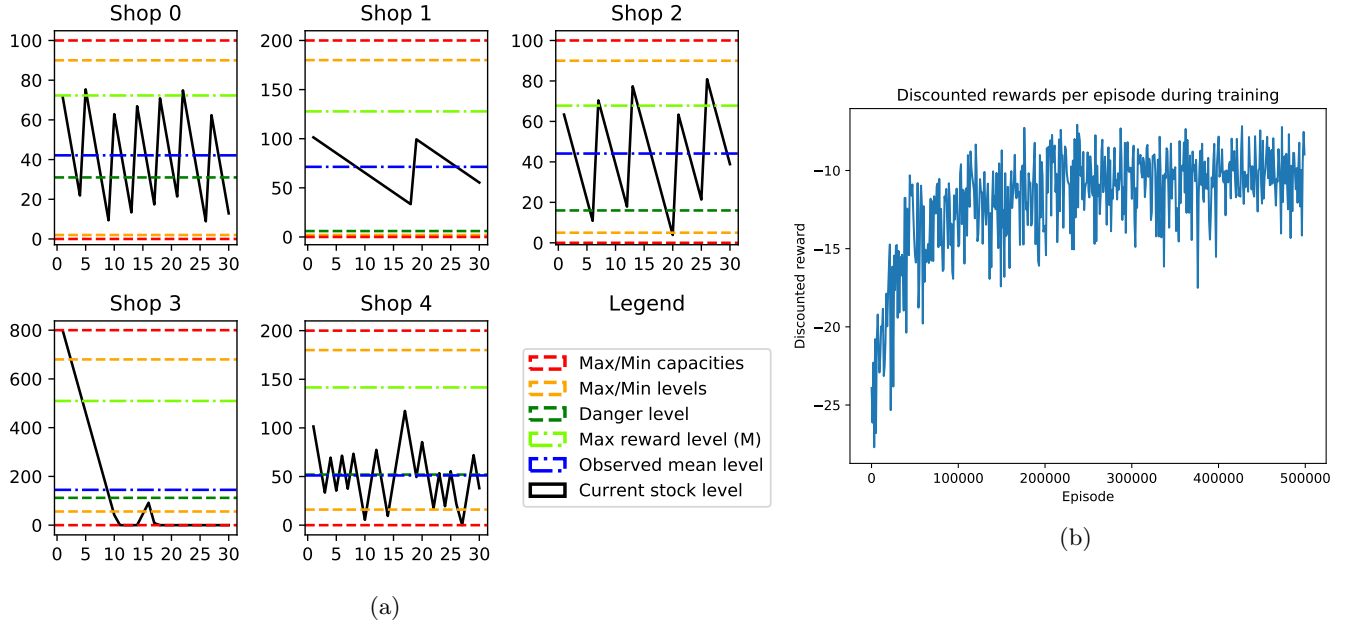 Shop 0
100
80
60
40
20
0
0 5 10 15 20 25 30
Shop 1
200
150
100
50
0
0 5 10 15 20 25 30
Shop 2
100
80
60
40
20
0
0 5 10 15 20 25 30
Shop 3
800
600
400
200
0
0 5 10 15 20 25 30
Shop 4
200
150
100
50
0
0 5 10 15 20 25 30
Legend
Max/Min capacities
Max/Min levels
Danger level
Max reward level (M)
Observed mean level
Current stock level
(a)
Discounted rewards per episode during training
Discounted reward
−10
−15
−20
−25
0 100000 200000 300000 400000 500000
Episode
(b)